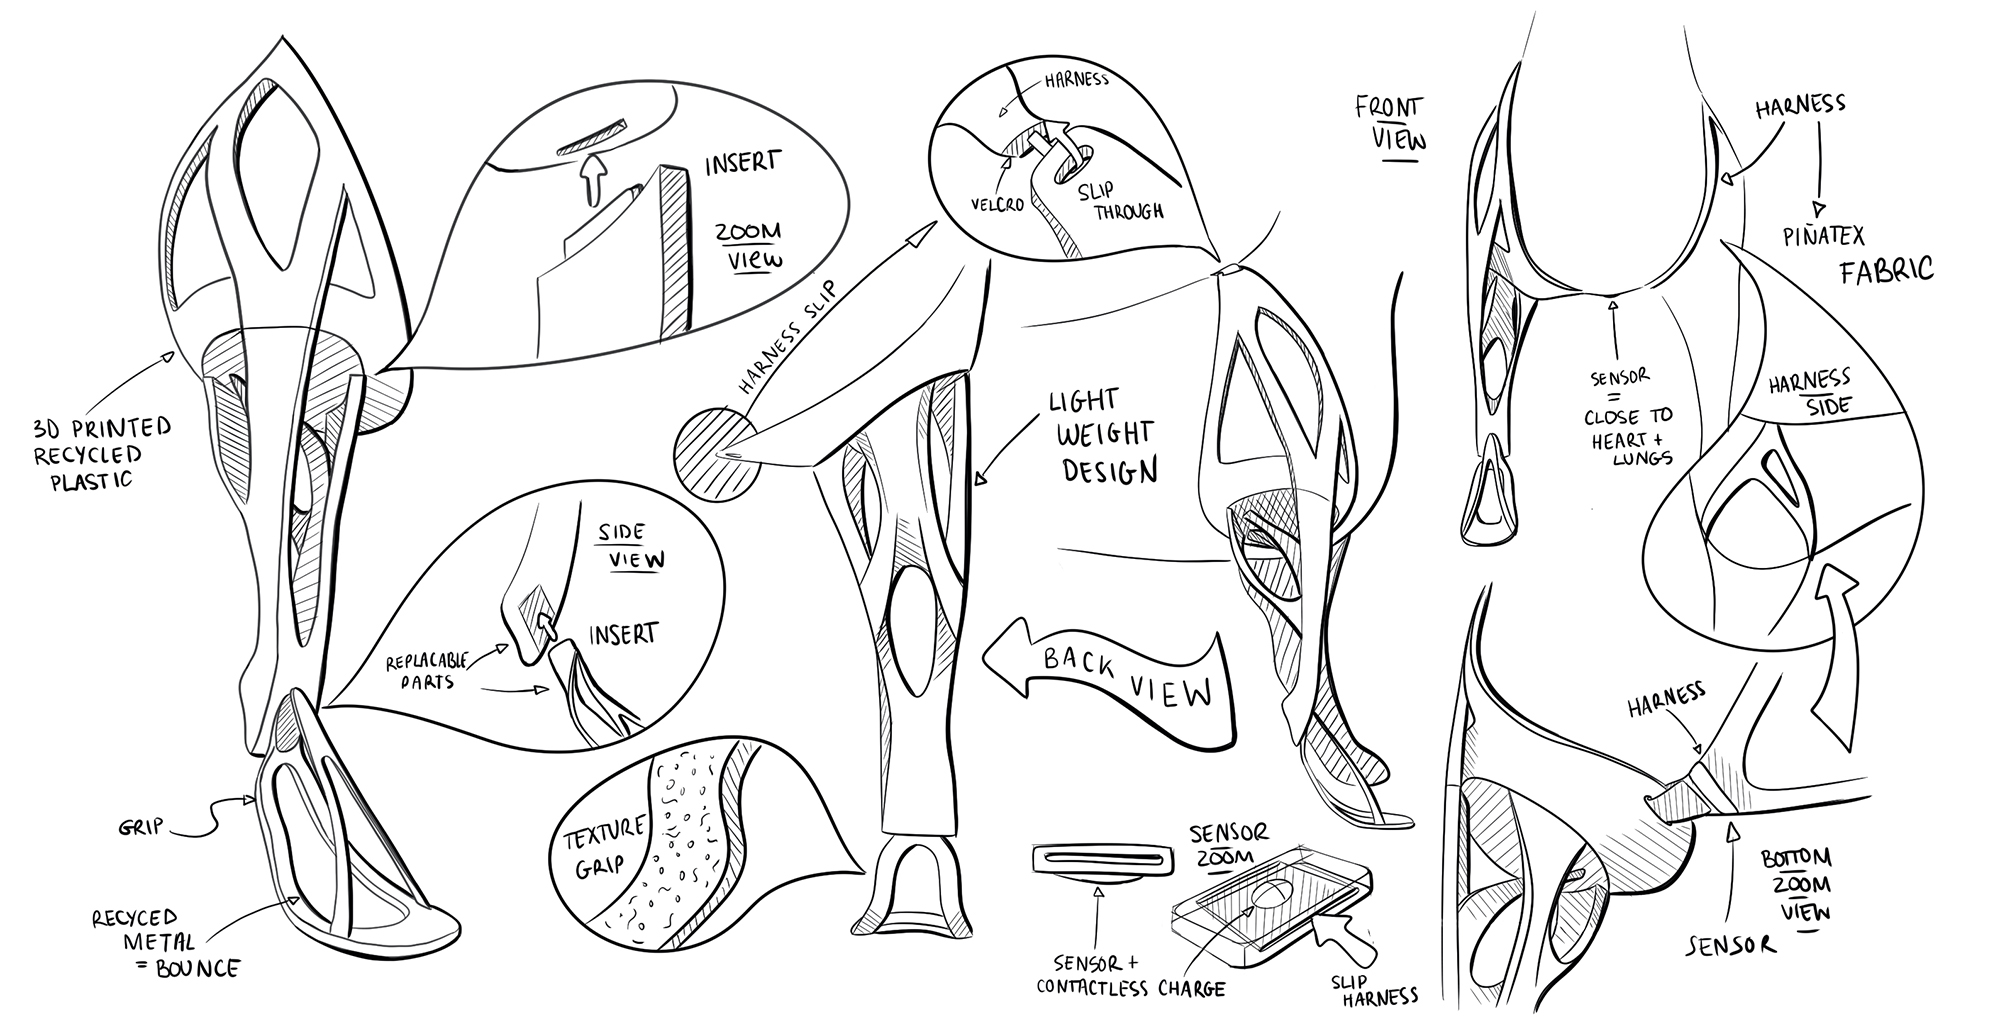 3D PRINTED
RECYCLED
PLASTIC
INSERT
ZOOM
VIEW
HARNESS SLIP
HARNESS
VELCRO
SLIP
THROUGH
LIGHT
WEIGHT
DESIGN
SIDE
VIEW
INSERT
REPLACABLE
PARTS
BACK VIEW
GRIP
RECYCED
METAL
= BOUNCE
TEXTURE
GRIP
SENSOR
ZOOM
SENSOR +
CONTACTLESS CHARGE
SLIP
HARNESS
FRONT
VIEW
HARNESS
PIÑATEX
FABRIC
SENSOR
=
CLOSE TO
HEART +
LUNGS
HARNESS
SIDE
HARNESS
BOTTOM
ZOOM
VIEW
SENSOR